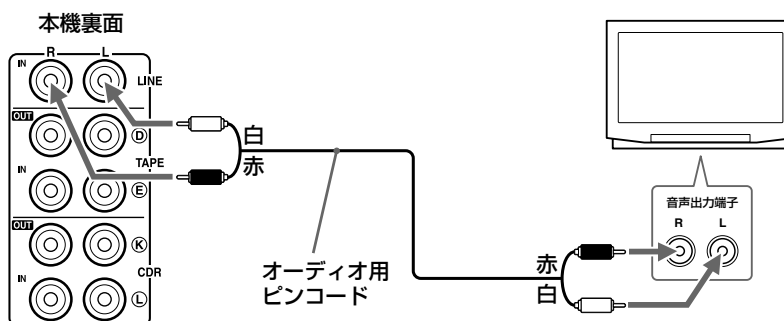 本機裏面
R L
IN LINE
OUT D
TAPE
IN E
OUT K
CDR
IN L
白
赤
オーディオ用
ピンコード
赤
白
音声出力端子
R L